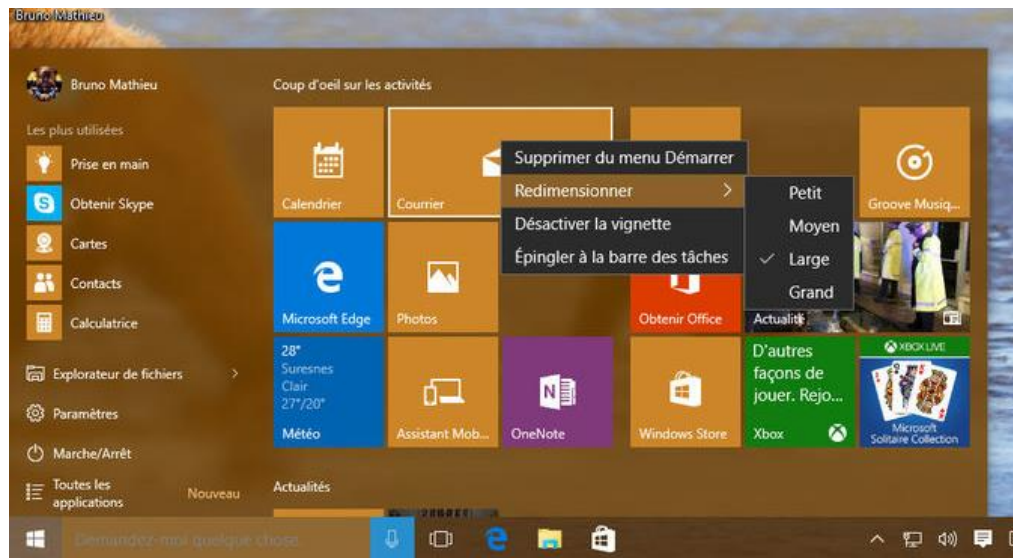 Bruno Mathieu
Bruno Mathieu
Coup d'oeil sur les activités
Les plus utilisées
Prise en main
Obtenir Skype
Cartes
Contacts
Calculatrice
Explorateur de fichiers
Paramètres
Marche/Arrêt
Toutes les
applications
Nouveau
Calendrier
Courrier
Groove Musiq...
Supprimer du menu Démarrer
Redimensionner
Désactiver la vignette
Épingler à la barre des tâches
Petit
Moyen
Large
Grand
Microsoft Edge
Photos
Obtenir Office
Actualité
28°
Suresnes
Clair
27°/20°
Météo
Assistant Mob...
OneNote
Windows Store
D'autres
façons de
jouer. Rejo...
Xbox
XBOX LIVE
Microsoft
Solitaire Collection
Actualités
Demandez-moi quelque chose